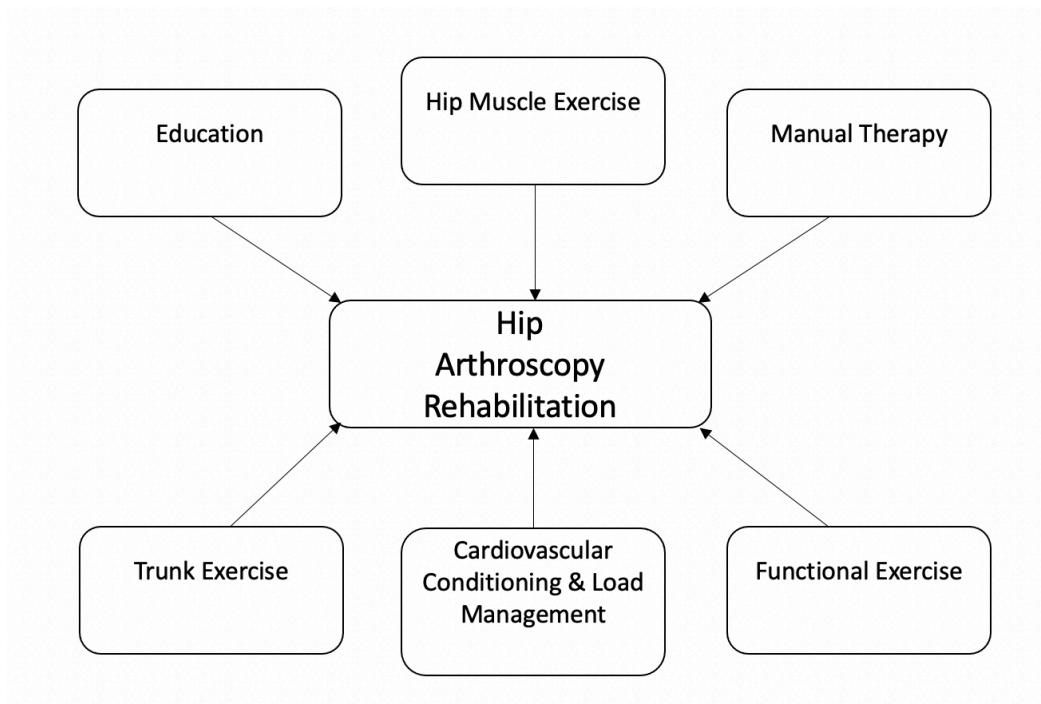 Education
Hip Muscle Exercise
Manual Therapy
Hip
Arthroscopy
Rehabilitation
Trunk Exercise
Cardiovascular
Conditioning & Load
Management
Functional Exercise